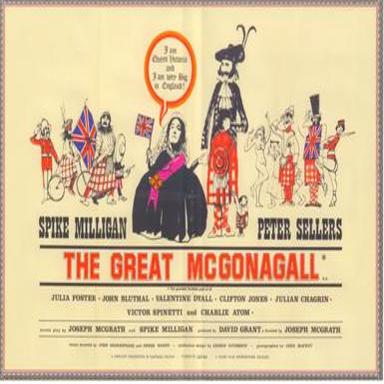 I am
Queen Victoria
and
I am very Big
in England!
SPIKE MILLIGAN
PETER SELLERS
THE GREAT MCGONAGALL*
JULIA FOSTER · JOHN BLUTHAL · VALENTINE DYALL · CLIFTON JONES · JULIAN CHAGRIN
VICTOR SPINETTI and CHARLIE ATOM ·
screen play by JOSEPH MCGRATH and SPIKE MILLIGAN produced by DAVID GRANT directed by JOSEPH MCGRATH